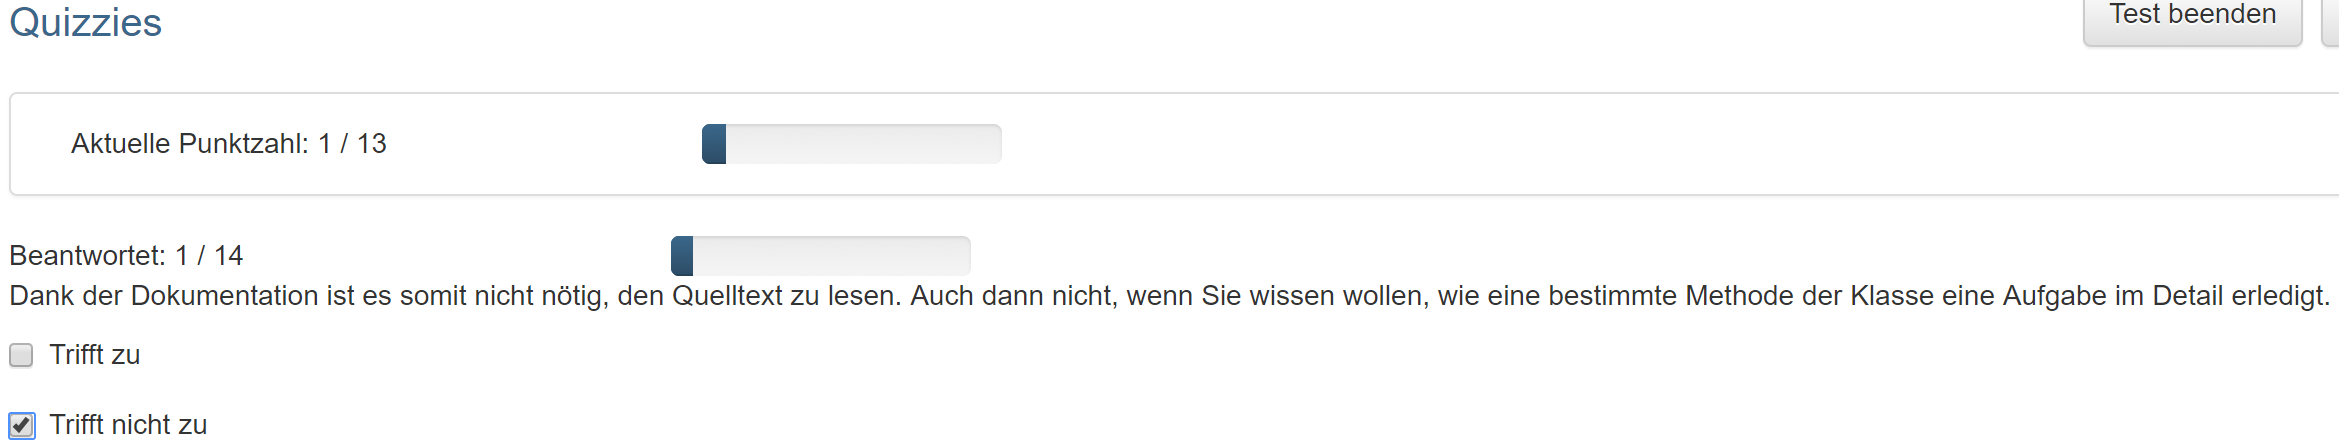 Quizzies
Test beenden
Aktuelle Punktzahl: 1 / 13
Beantwortet: 1 / 14
Dank der Dokumentation ist es somit nicht nötig, den Quelltext zu lesen. Auch dann nicht, wenn Sie wissen wollen, wie eine bestimmte Methode der Klasse eine Aufgabe im Detail erledigt.
Trifft zu
Trifft nicht zu